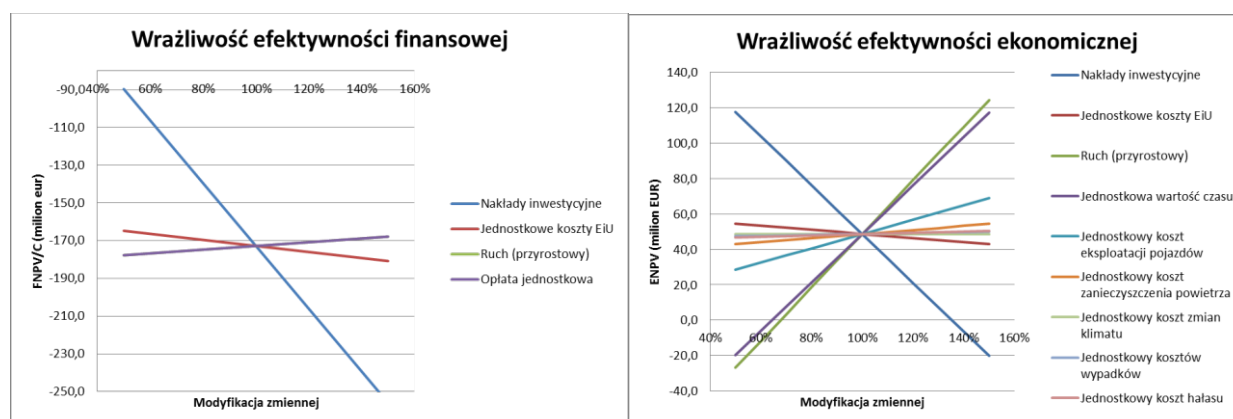 Wrażliwość efektywności finansowej
-90,0
40%
60%
80%
100%
120%
140%
160%
-110,0
-130,0
-150,0
-170,0
-190,0
-210,0
-230,0
-250,0
FNPV/C (milion eur)
Modyfikacja zmiennej
Nakłady inwestycyjne
Jednostkowe koszty EiU
Ruch (przyrostowy)
Opłata jednostkowa
Wrażliwość efektywności ekonomicznej
140,0
120,0
100,0
80,0
60,0
40,0
20,0
0,0
-20,0
-40,0
40%
60%
80%
100%
120%
140%
160%
ENPV (milion EUR)
Modyfikacja zmiennej
Nakłady inwestycyjne
Jednostkowe koszty EiU
Ruch (przyrostowy)
Jednostkowa wartość czasu
Jednostkowy koszt
eksploatacji pojazdów
Jednostkowy koszt
zanieczyszczenia powietrza
Jednostkowy koszt zmian
klimatu
Jednostkowy kosztów
wypadków
Jednostkowy koszt hałasu